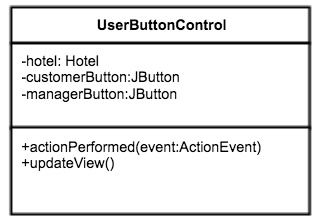 UserButtonControl
-hotel: Hotel
-customerButton:JButton
-managerButton:JButton
+actionPerformed(event:ActionEvent)
+updateView()